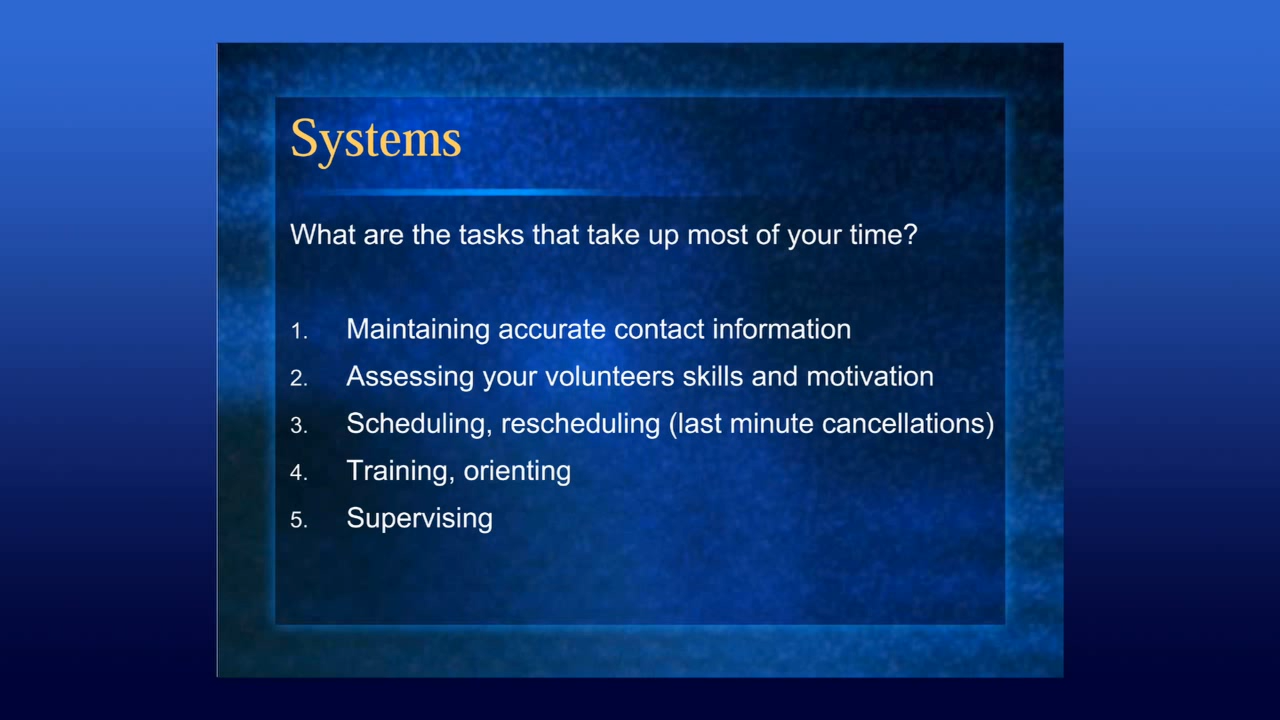 Systems
What are the tasks that take up most of your time?
1. Maintaining accurate contact information
2. Assessing your volunteers skills and motivation
3. Scheduling, rescheduling (last minute cancellations)
4. Training, orienting
5. Supervising